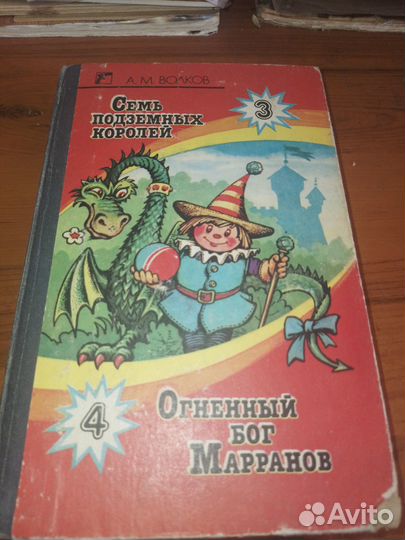 А. М. ВОЛКОВ
СЕМЬ
ПОДЗЕМНЫХ
КОРОЛЕЙ
3
4
ОГНЕННЫЙ
БОГ
МАРРАНОВ
Avito